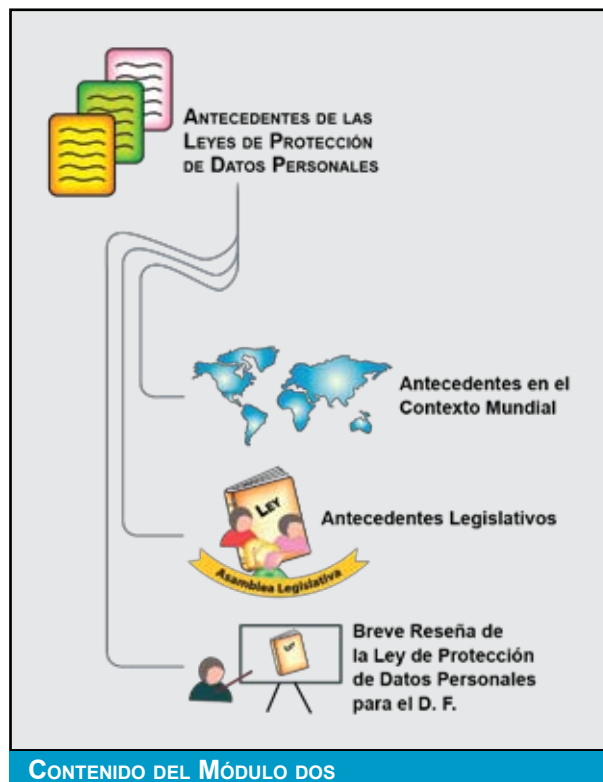 ANTECEDENTES DE LAS
LEYES DE PROTECCIÓN
DE DATOS PERSONALES
Antecedentes en el
Contexto Mundial
LEY
Antecedentes Legislativos
Asamblea Legislativa
Breve Reseña de
la Ley de Protección
de Datos Personales
para el D. F.
LEY
CONTENIDO DEL MÓDULO DOS